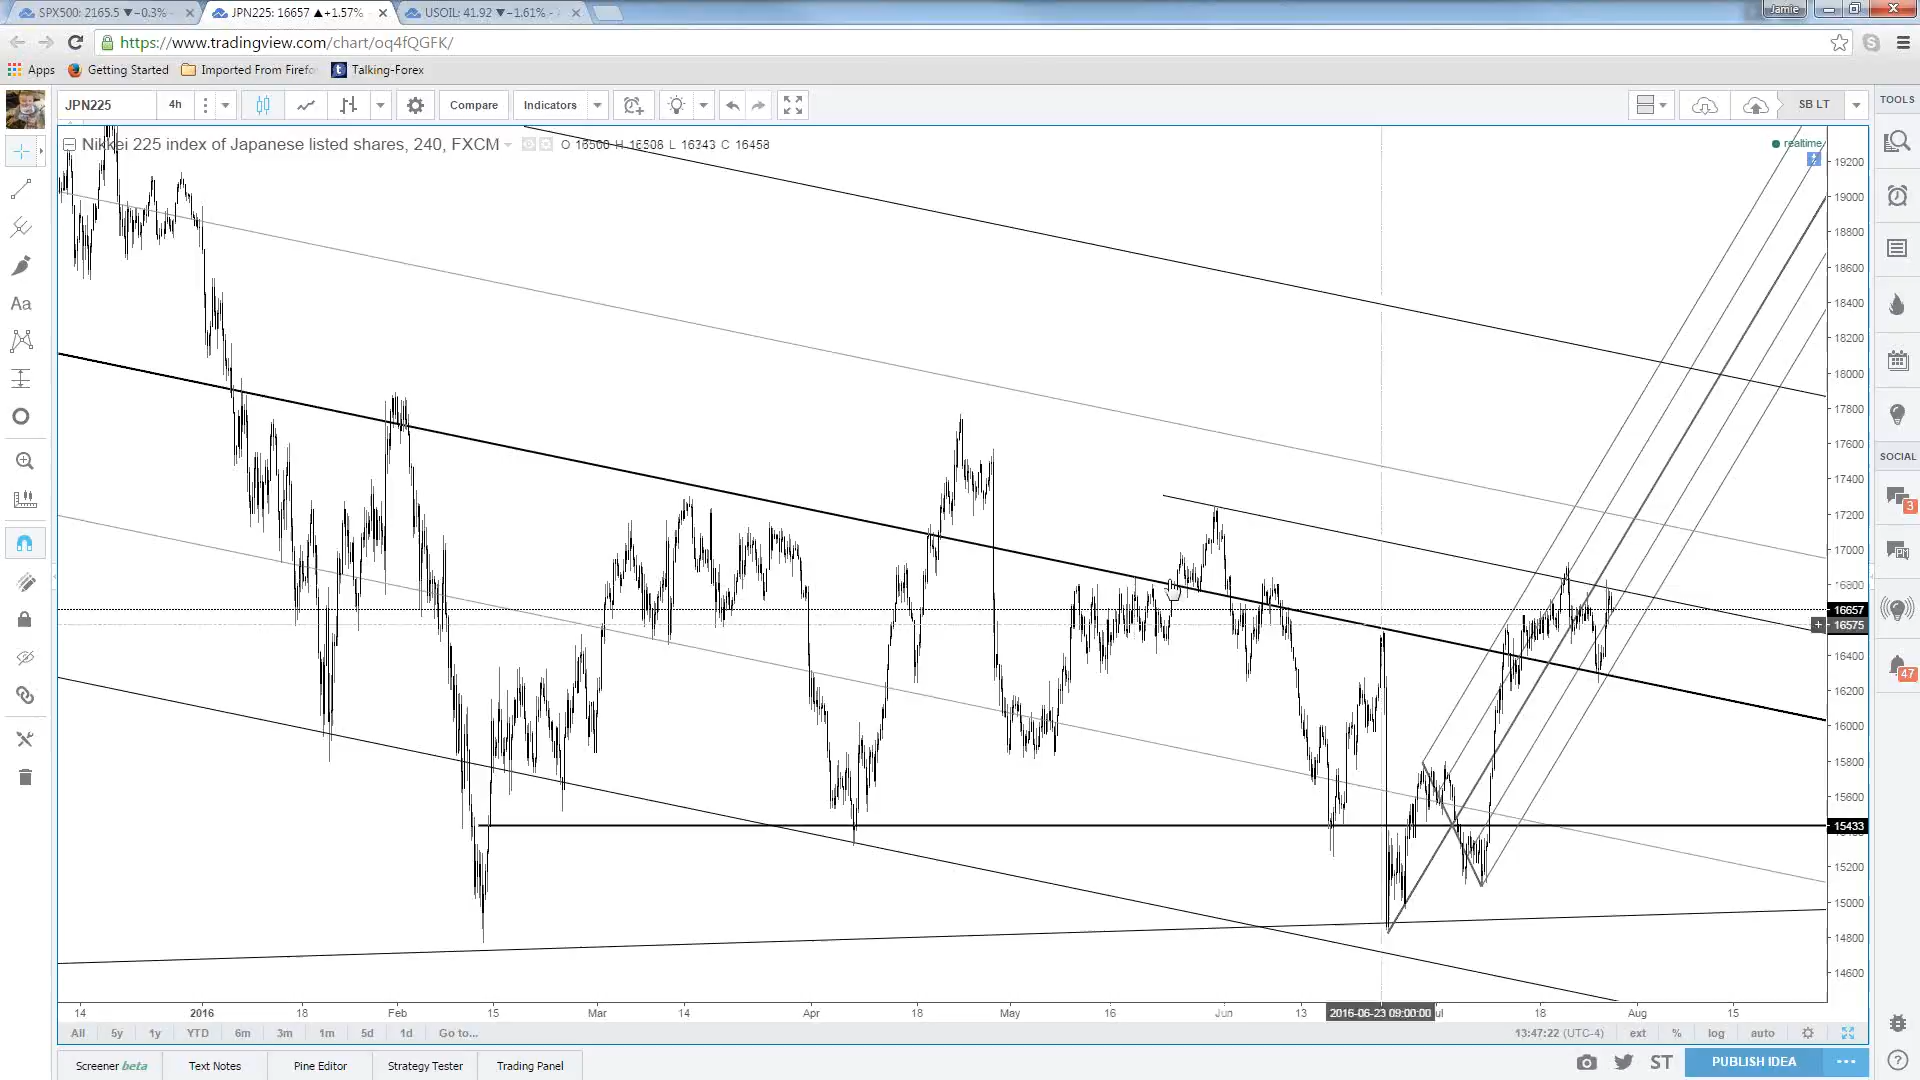 SPX500: 2165.5 ▼−0.3% -
JPN225: 16657 ▲+1.57% -
USOIL: 41.92 ▼−1.61% -
Jamie
https://www.tradingview.com/chart/oq4fQGFK/
Apps
Getting Started
Imported From Firefo
Talking-Forex
JPN225
4h
Compare
Indicators
SB LT
TOOLS
Nikkei 225 index of Japanese listed shares, 240, FXCM
O 16508 H 16508 L 16343 C 16458
realtime
19200
19000
18800
18600
18400
18200
18000
17800
17600
17400
17200
17000
16800
16657
16575
16400
16200
16000
15800
15600
15433
15200
15000
14800
14600
Aa
SOCIAL
3
47
14
2016
18
Feb
15
Mar
14
Apr
18
May
16
Jun
13
2016-06-23 09:00:00
ul
18
Aug
15
All
5y
1y
YTD
6m
3m
1m
5d
1d
Go to...
13:47:22 (UTC-4)
ext
%
log
auto
Screener beta
Text Notes
Pine Editor
Strategy Tester
Trading Panel
ST
PUBLISH IDEA